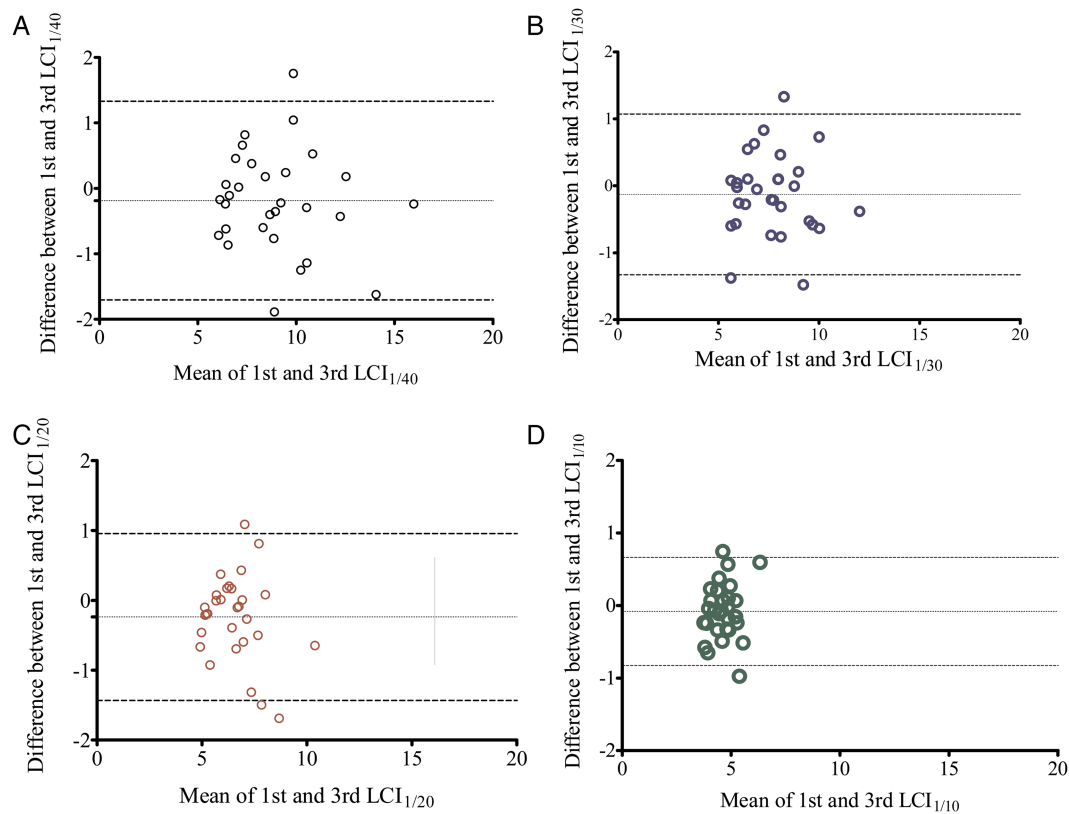 A
Difference between 1st and 3rd LCI1/40
2
1
0
-1
-2
0 5 10 15 20
Mean of 1st and 3rd LCI1/40
B
Difference between 1st and 3rd LCI1/30
2
1
0
-1
-2
0 5 10 15 20
Mean of 1st and 3rd LCI1/30
C
Difference between 1st and 3rd LCI1/20
2
1
0
-1
-2
0 5 10 15 20
Mean of 1st and 3rd LCI1/20
D
Difference between 1st and 3rd LCI1/10
2
1
0
-1
-2
0 5 10 15 20
Mean of 1st and 3rd LCI1/10